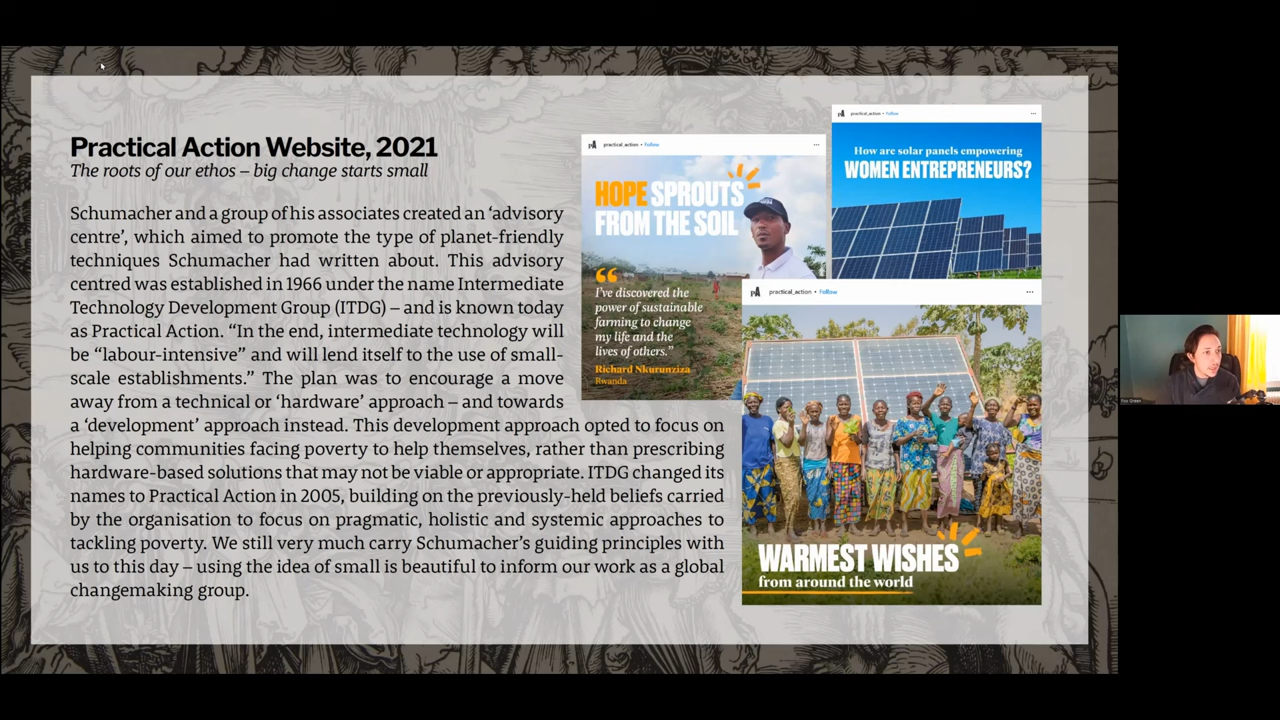 Practical Action Website, 2021
The roots of our ethos – big change starts small
Schumacher and a group of his associates created an ‘advisory
centre’, which aimed to promote the type of planet-friendly
techniques Schumacher had written about. This advisory
centred was established in 1966 under the name Intermediate
Technology Development Group (ITDG) – and is known today
as Practical Action. “In the end, intermediate technology will
be “labour-intensive” and will lend itself to the use of small-
scale establishments.” The plan was to encourage a move
away from a technical or ‘hardware’ approach – and towards
a ‘development’ approach instead. This development approach opted to focus on
helping communities facing poverty to help themselves, rather than prescribing
hardware-based solutions that may not be viable or appropriate. ITDG changed its
names to Practical Action in 2005, building on the previously-held beliefs carried
by the organisation to focus on pragmatic, holistic and systemic approaches to
tackling poverty. We still very much carry Schumacher’s guiding principles with
us to this day – using the idea of small is beautiful to inform our work as a global
changemaking group.
practical_action • Follow
HOPE SPROUTS
FROM THE SOIL
“
I’ve discovered the
power of sustainable
farming to change
my life and the
lives of others.”
Richard Nkurunziza
Rwanda
practical_action • Follow
How are solar panels empowering
WOMEN ENTREPRENEURS?
practical_action • Follow
WARMEST WISHES
from around the world